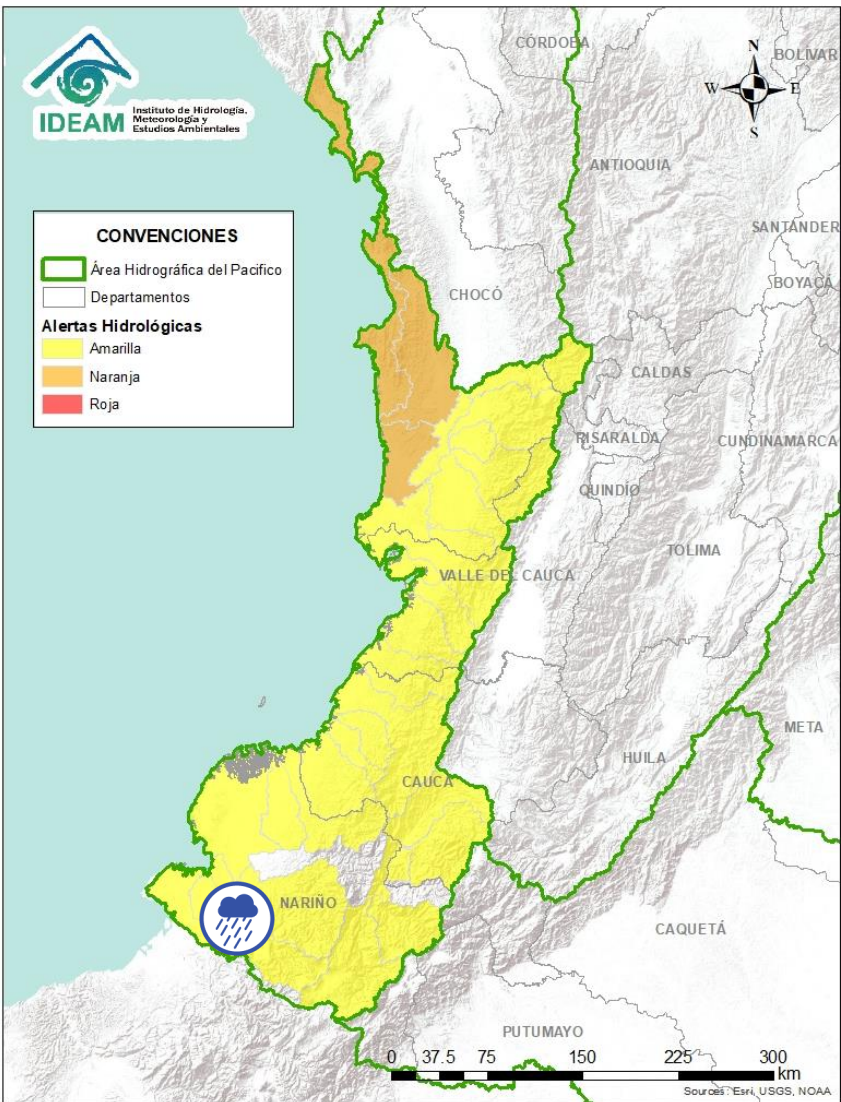 IDEAM
Instituto de Hidrología,
Meteorología y
Estudios Ambientales
CÓRDOBA
BOLIVAR
N
W E
S
ANTIOQUIA
SANTANDER
CONVENCIONES
Área Hidrográfica del Pacifico
Departamentos
Alertas Hidrológicas
Amarilla
Naranja
Roja
BOYACÁ
CHOCÓ
CALDAS
RISARALDA
CUNDINAMARCA
QUINDÍO
TOLIMA
VALLE DEL CAUCA
META
HUILA
CAUCA
NARIÑO
CAQUETÁ
PUTUMAYO
0 37.5 75 150 225 300
km
Sources: Esri, USGS, NOAA